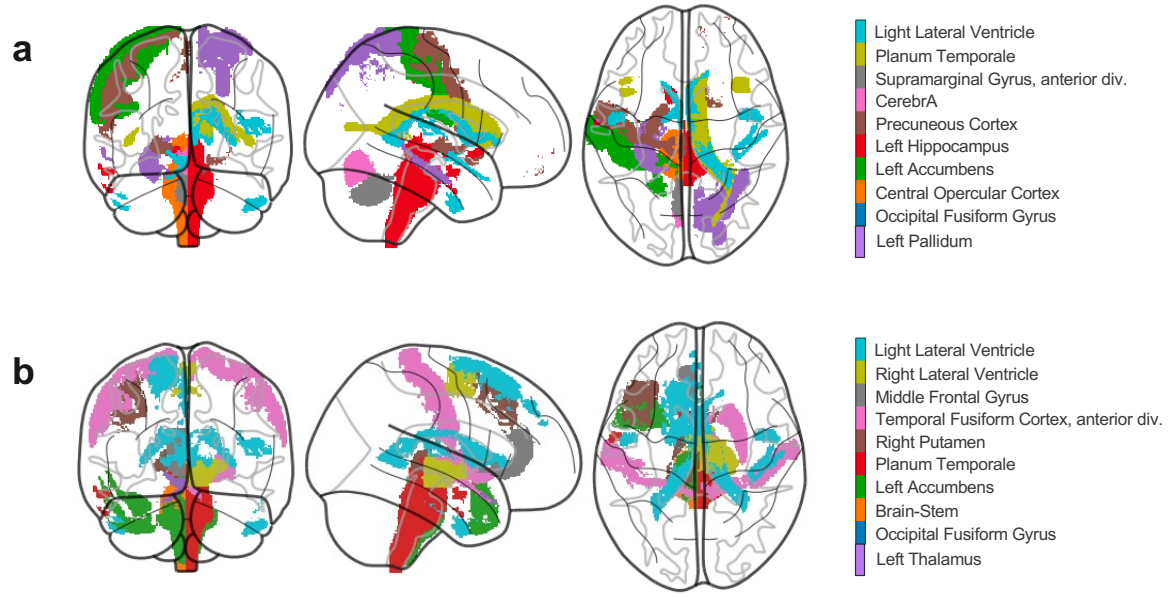 a
Light Lateral Ventricle
Planum Temporale
Supramarginal Gyrus, anterior div.
CerebrA
Precuneous Cortex
Left Hippocampus
Left Accumbens
Central Opercular Cortex
Occipital Fusiform Gyrus
Left Pallidum
b
Light Lateral Ventricle
Right Lateral Ventricle
Middle Frontal Gyrus
Temporal Fusiform Cortex, anterior div.
Right Putamen
Planum Temporale
Left Accumbens
Brain-Stem
Occipital Fusiform Gyrus
Left Thalamus